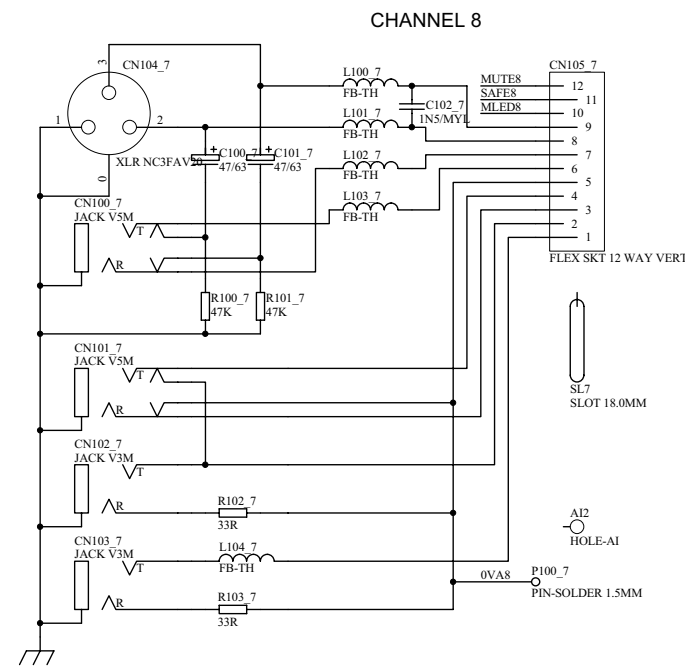 CHANNEL 8
CN104_7
3
1
2
0
XLR NC3FAV20
C100_7
47/63
C101_7
47/63
L100_7
FB-TH
L101_7
FB-TH
C102_7
1N5/MYL
L102_7
FB-TH
L103_7
FB-TH
CN105_7
MUTE8
SAFE8
MLED8
12
11
10
9
8
7
6
5
4
3
2
1
FLEX SKT 12 WAY VERT
CN100_7
JACK V5M
T
R
R100_7
47K
R101_7
47K
CN101_7
JACK V5M
T
R
SL7
SLOT 18.0MM
CN102_7
JACK V3M
T
R
R102_7
33R
AI2
HOLE-AI
CN103_7
JACK V3M
T
R
L104_7
FB-TH
R103_7
33R
0VA8
P100_7
PIN-SOLDER 1.5MM